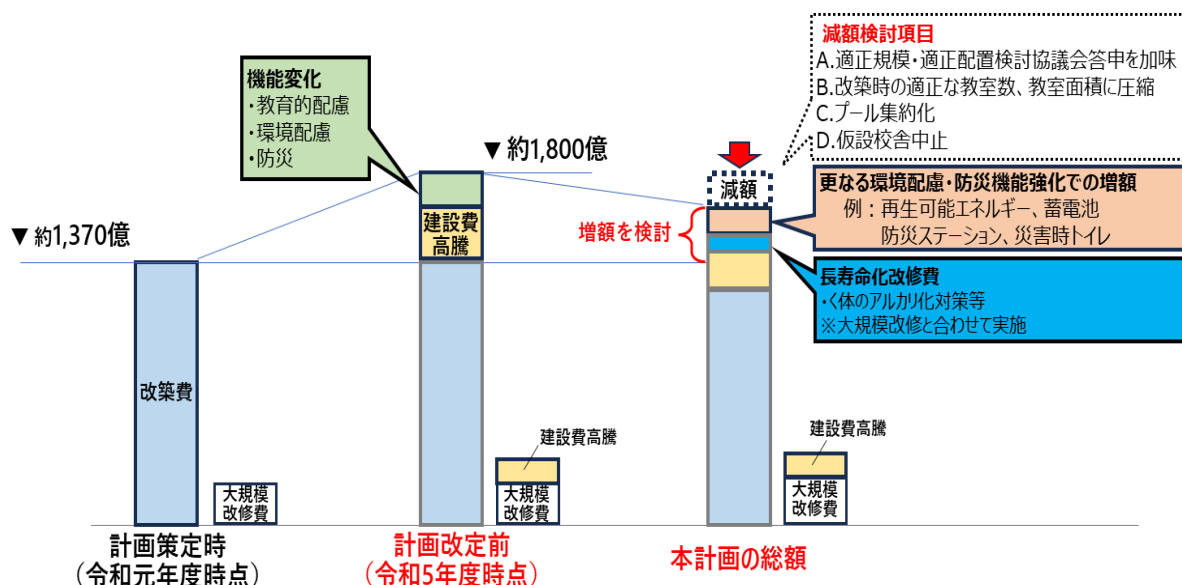 減額検討項目
A.適正規模・適正配置検討協議会答申を加味
B.改築時の適正な教室数、教室面積に圧縮
C.プール集約化
D.仮設校舎中止
機能変化
・教育的配慮
・環境配慮
・防災
▼約1,800億
減額
更なる環境配慮・防災機能強化での増額
例：再生可能エネルギー、蓄電池
防災ステーション、災害時トイレ
▼約1,370億
建設費
高騰
増額を検討
長寿命化改修費
・く体のアルカリ化対策等
※大規模改修と合わせて実施
改築費
建設費高騰
建設費高騰
大規模
改修費
大規模
改修費
大規模
改修費
計画策定時
（令和元年度時点）
計画改定前
（令和5年度時点）
本計画の総額